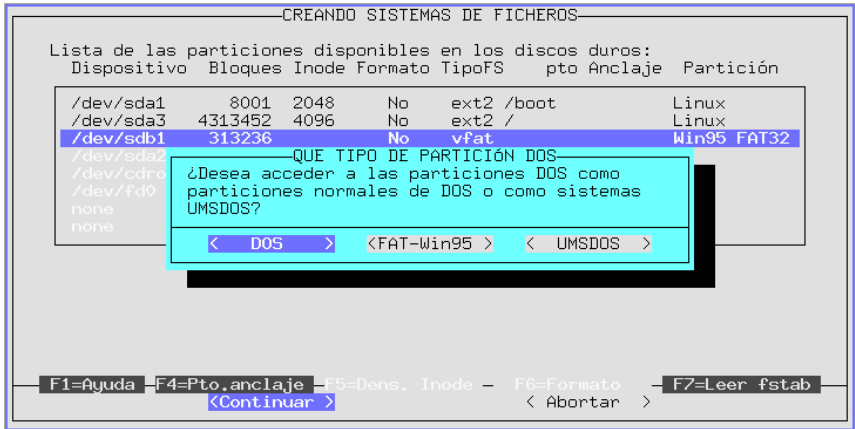 CREANDO SISTEMAS DE FICHEROS
Lista de las particiones disponibles en los discos duros:
Dispositivo Bloques Inode Formato TipoFS pto Anclaje Partición
/dev/sda1 8001 2048 No ext2 /boot Linux
/dev/sda3 4313452 4096 No ext2 / Linux
/dev/sdb1 313236 No vfat Win95 FAT32
/dev/sda2
QUE TIPO DE PARTICIóN DOS
/dev/cdro
¿Desea acceder a las particiones DOS como
/dev/fd0
particiones normales de DOS o como sistemas
none
UMSDOS?
none
< DOS > <FAT-Win95 > < UMSDOS >
F1=Ayuda F4=Pto.anclaje F5=Dens. Inode F6=Formato F7=Leer fstab
<Continuar > < Abortar >